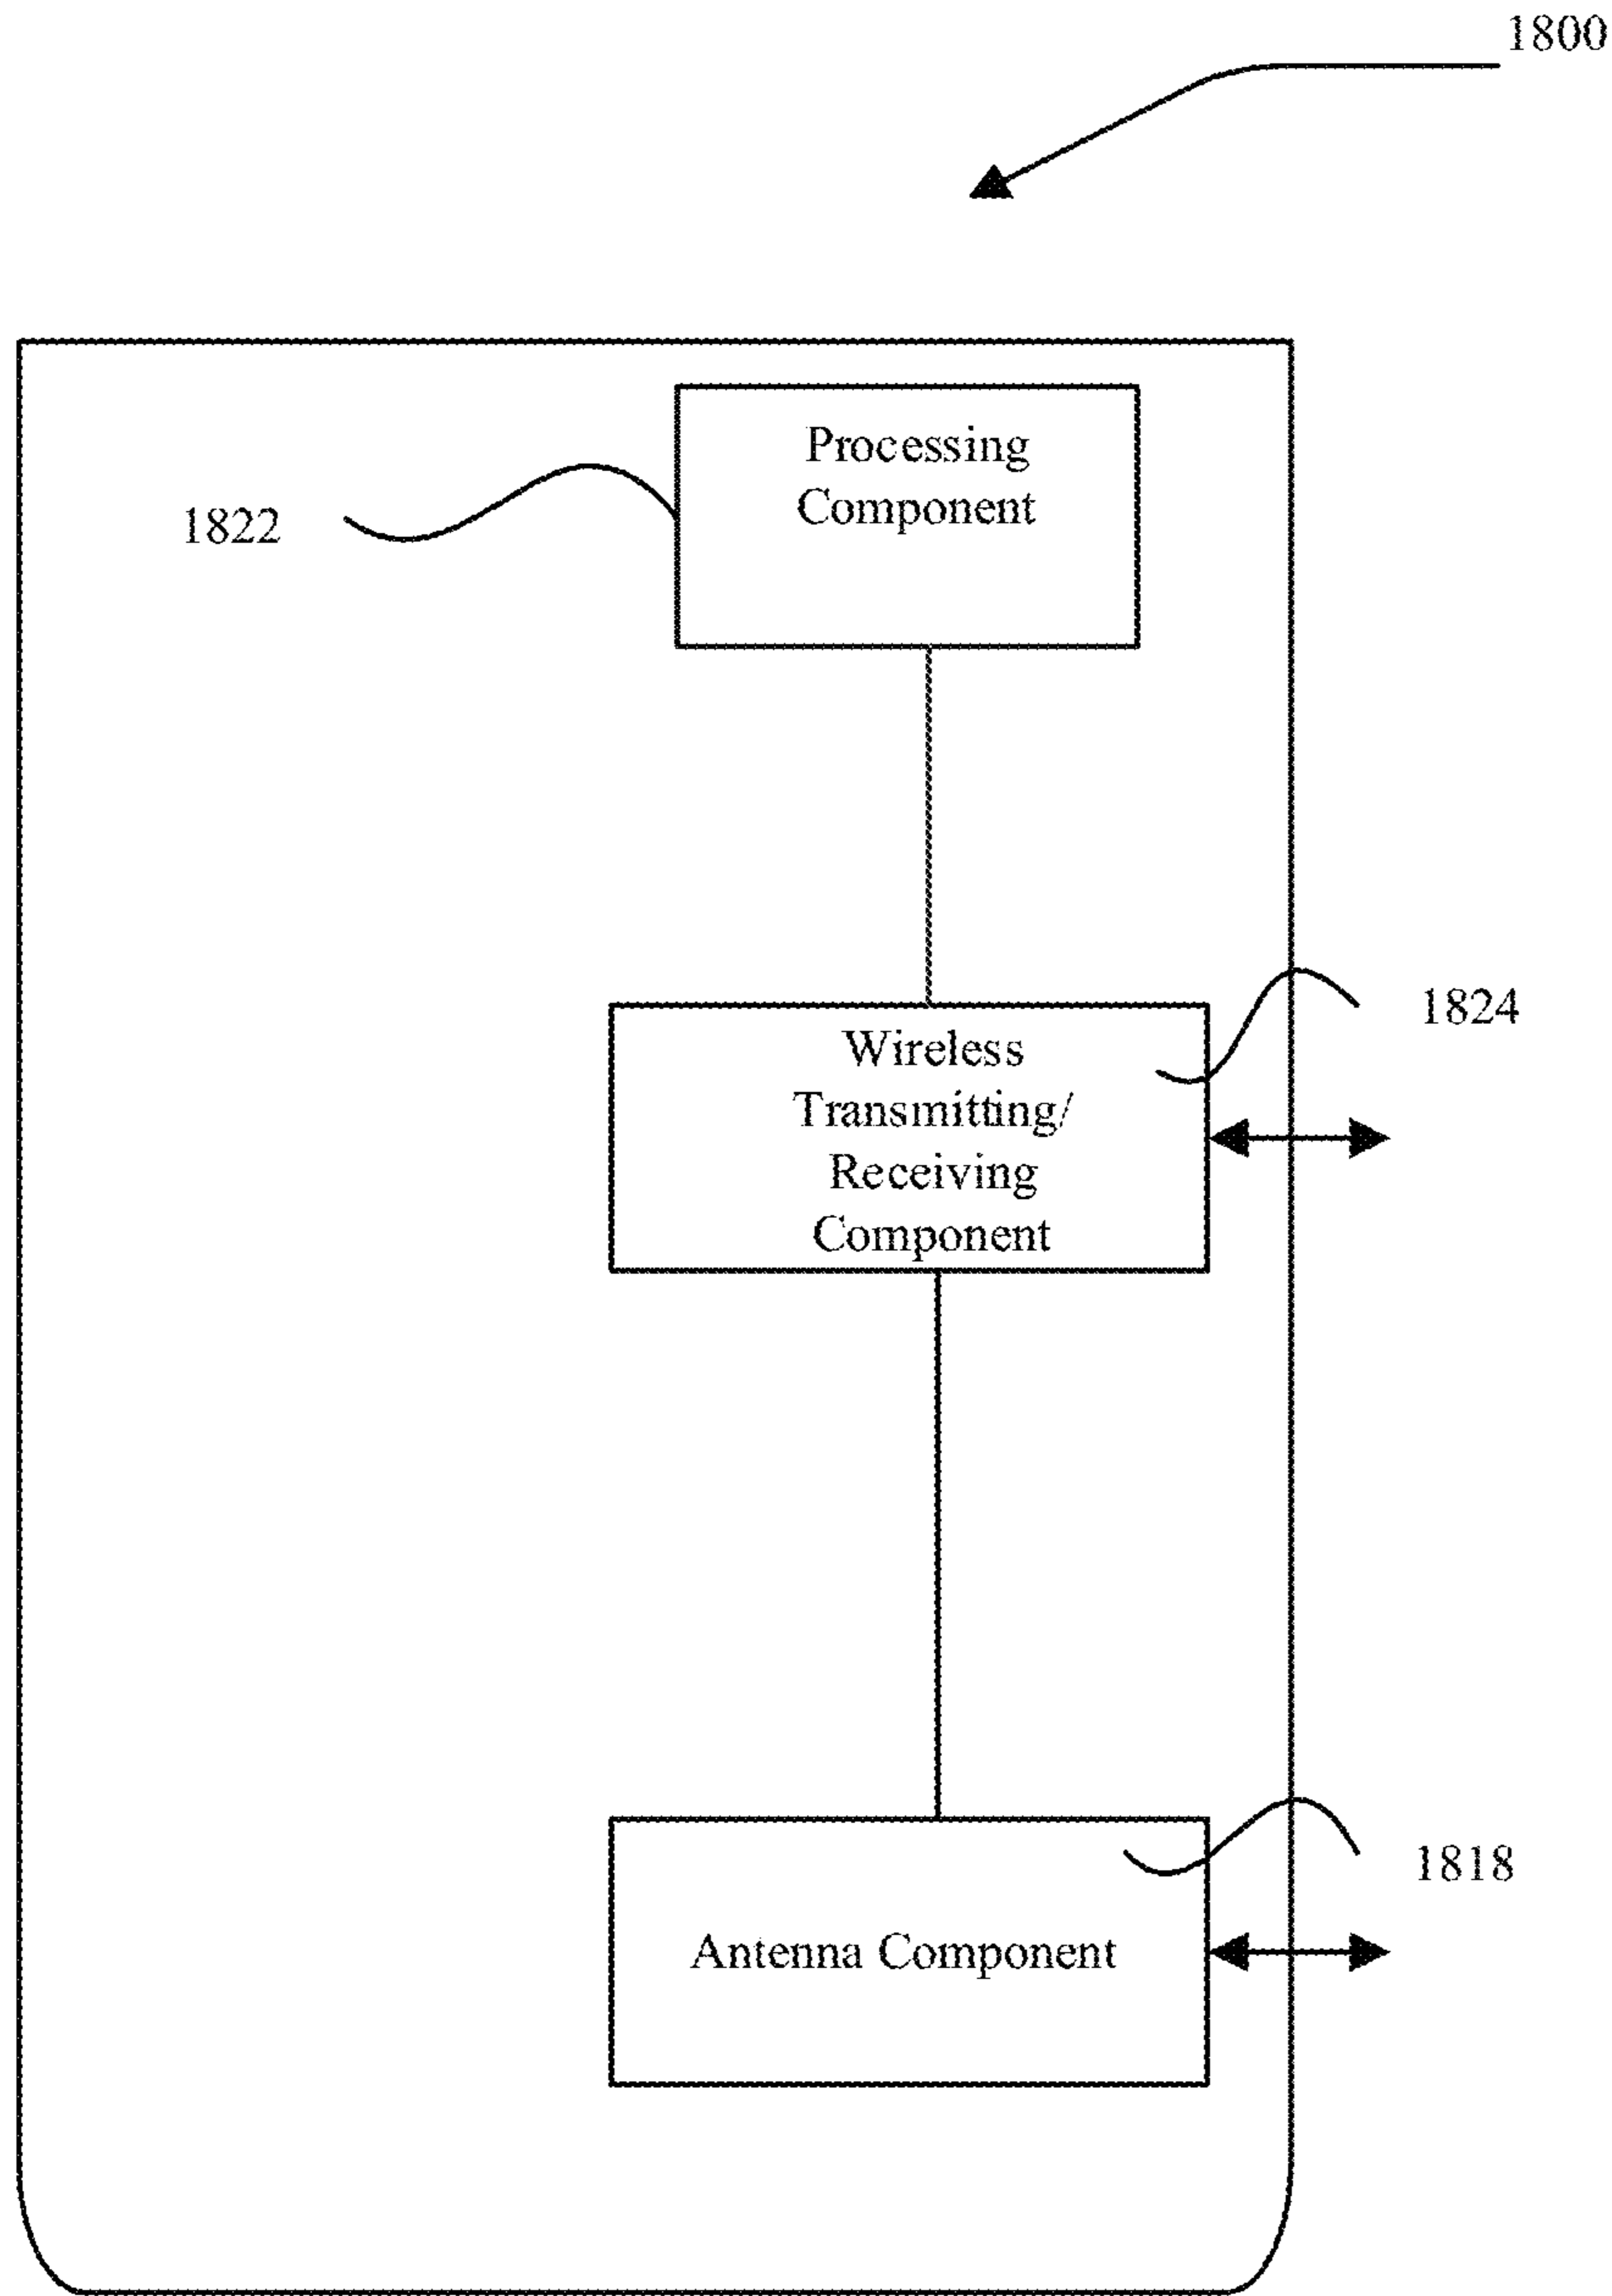 1800
Processing
Component
1822
1824
Wireless
Transmitting/
Receiving
Component
1818
Antenna Component